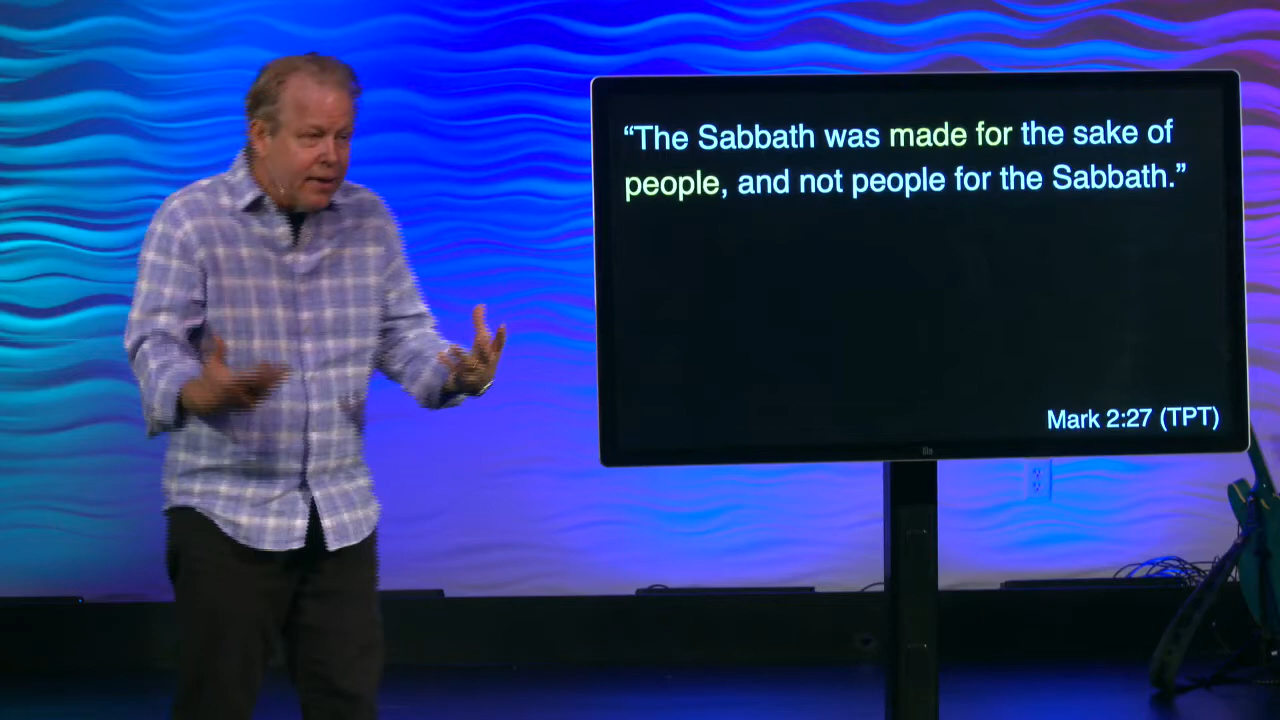 “The Sabbath was made for the sake of
people, and not people for the Sabbath.”
Mark 2:27 (TPT)
elo